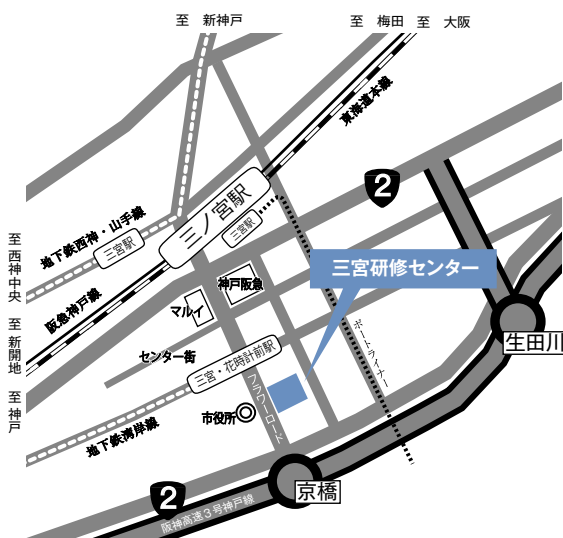 至 新神戸
至 梅田
至 大阪
東海道本線
2
三ノ宮駅
三宮駅
地下鉄西神・山手線
三宮駅
至 西神中央
阪急神戸線
神戸阪急
三宮研修センター
マルイ
至 新開地
センター街
ポートライナー
生田川
三宮・花時計前駅
至 神戸
フラワーロード
市役所
地下鉄湾岸線
京橋
2
阪神高速3号神戸線